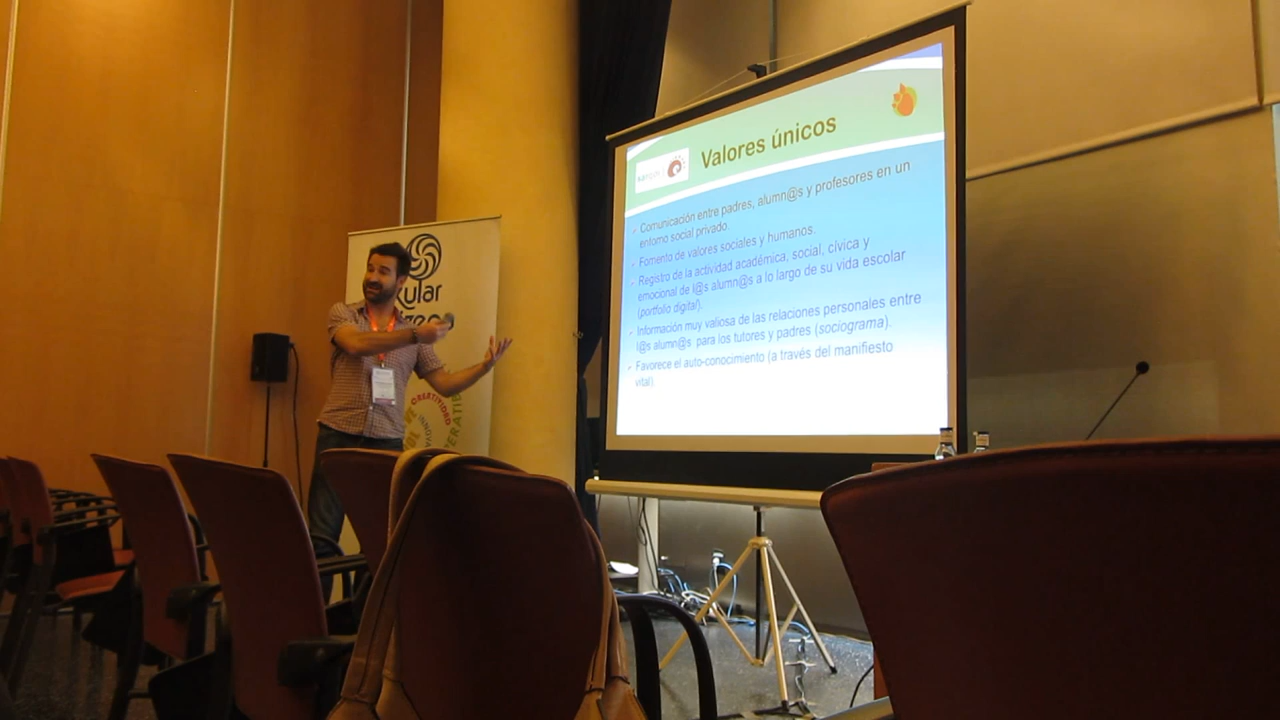 Valores únicos
Comunicación entre padres, alumn@s y profesores en un
entorno social privado.
Fomento de valores sociales y humanos.
Registro de la actividad académica, social, cívica y
emocional de l@s alumn@s a lo largo de su vida escolar
(portfolio digital).
Información muy valiosa de las relaciones personales entre
l@s alumn@s para los tutores y padres (sociograma).
Favorece el auto-conocimiento (a través del manifiesto
vital).
kular
CREATIVIDAD